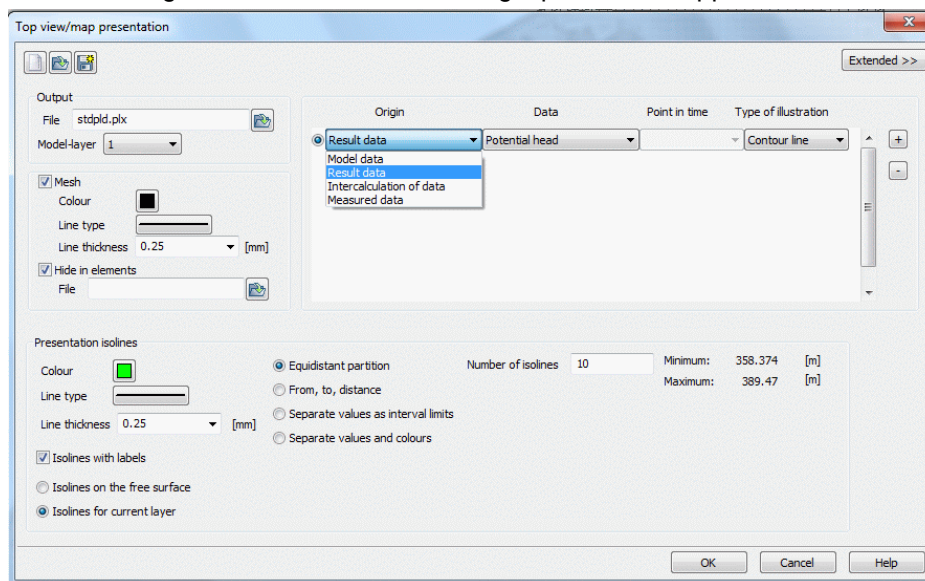 Top view/map presentation
Extended >>
Output
File stdpld.plx
Model-layer 1
Origin Data Point in time Type of illustration
Result data Potential head Contour line
Model data
Result data
Intercalculation of data
Measured data
+
-
Mesh
Colour
Line type
Line thickness 0.25 [mm]
Hide in elements
File
Presentation isolines
Colour
Line type
Line thickness 0.25 [mm]
Isolines with labels
Isolines on the free surface
Isolines for current layer
Equidistant partition
From, to, distance
Separate values as interval limits
Separate values and colours
Number of isolines 10
Minimum: 358.374 [m]
Maximum: 389.47 [m]
OK Cancel Help